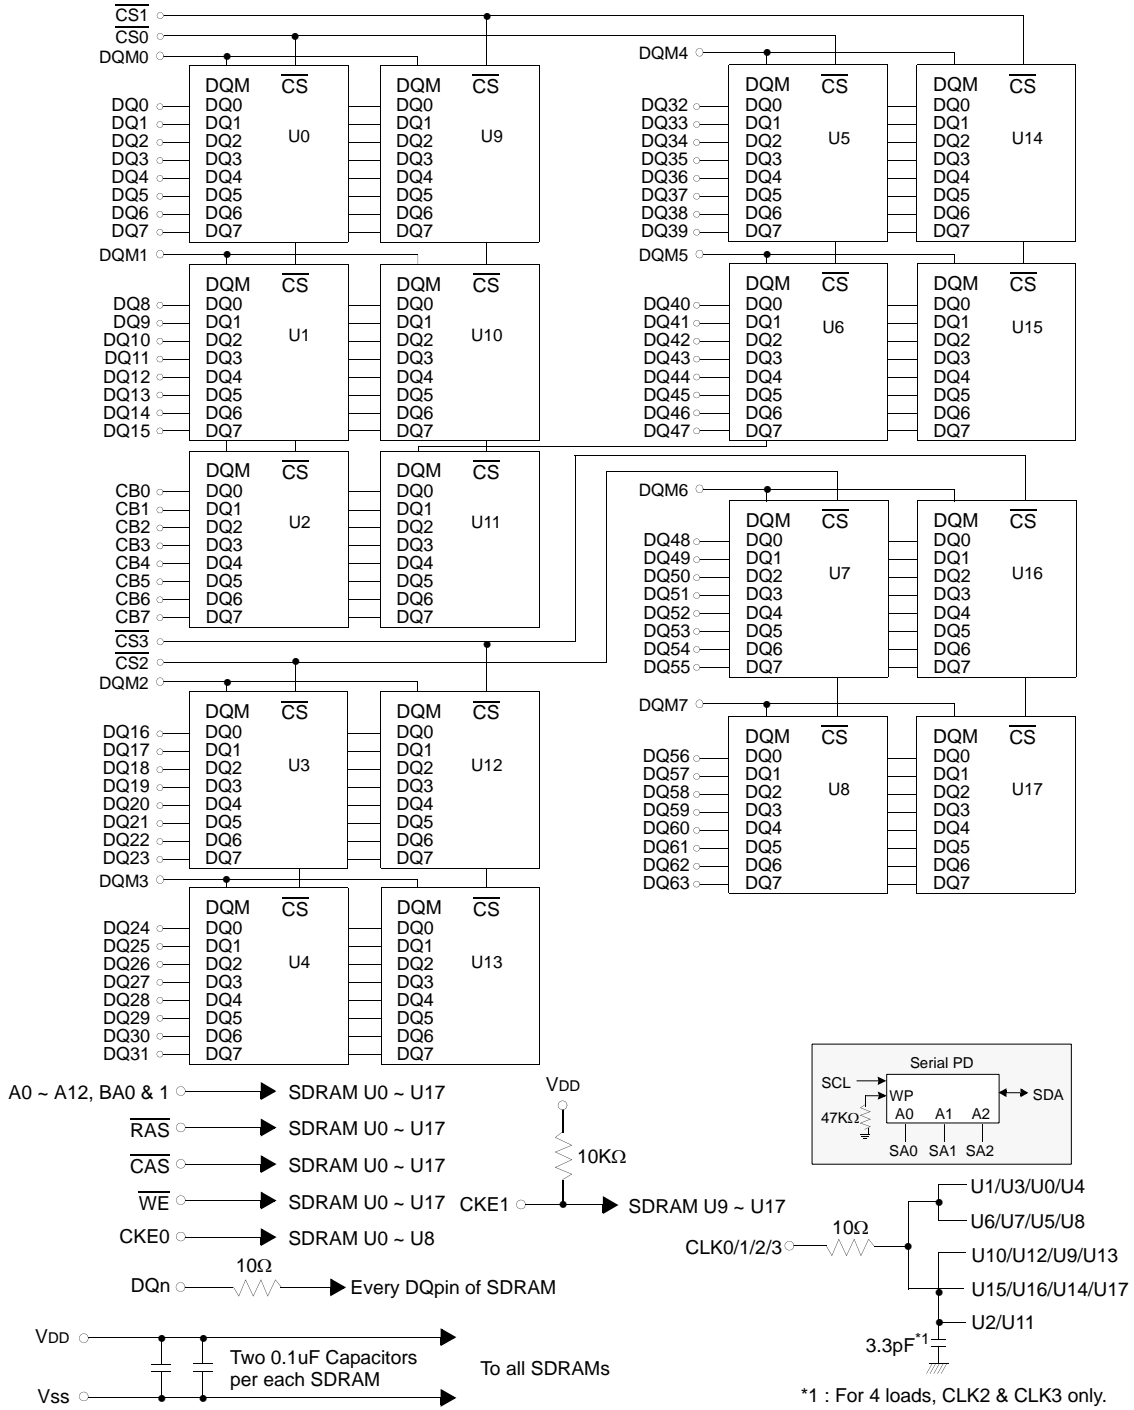 CS1
CS0
DQM0
DQM CS
DQ0 DQ0 U0
DQ1 DQ1
DQ2 DQ2
DQ3 DQ3
DQ4 DQ4
DQ5 DQ5
DQ6 DQ6
DQ7 DQ7
DQM CS
DQ0
DQ1 U9
DQ2
DQ3
DQ4
DQ5
DQ6
DQ7
DQM1
DQM CS
DQ8 DQ0
DQ9 DQ1 U1
DQ10 DQ2
DQ11 DQ3
DQ12 DQ4
DQ13 DQ5
DQ14 DQ6
DQ15 DQ7
DQM CS
DQ0
DQ1 U10
DQ2
DQ3
DQ4
DQ5
DQ6
DQ7
DQM CS
CB0 DQ0
CB1 DQ1 U2
CB2 DQ2
CB3 DQ3
CB4 DQ4
CB5 DQ5
CB6 DQ6
CB7 DQ7
DQM CS
DQ0
DQ1 U11
DQ2
DQ3
DQ4
DQ5
DQ6
DQ7
CS3
CS2
DQM2
DQM CS
DQ16 DQ0
DQ17 DQ1 U3
DQ18 DQ2
DQ19 DQ3
DQ20 DQ4
DQ21 DQ5
DQ22 DQ6
DQ23 DQ7
DQM CS
DQ0
DQ1 U12
DQ2
DQ3
DQ4
DQ5
DQ6
DQ7
DQM3
DQM CS
DQ24 DQ0
DQ25 DQ1 U4
DQ26 DQ2
DQ27 DQ3
DQ28 DQ4
DQ29 DQ5
DQ30 DQ6
DQ31 DQ7
DQM CS
DQ0
DQ1 U13
DQ2
DQ3
DQ4
DQ5
DQ6
DQ7
DQM4
DQM CS
DQ32 DQ0
DQ33 DQ1 U5
DQ34 DQ2
DQ35 DQ3
DQ36 DQ4
DQ37 DQ5
DQ38 DQ6
DQ39 DQ7
DQM CS
DQ0
DQ1 U14
DQ2
DQ3
DQ4
DQ5
DQ6
DQ7
DQM5
DQM CS
DQ40 DQ0
DQ41 DQ1 U6
DQ42 DQ2
DQ43 DQ3
DQ44 DQ4
DQ45 DQ5
DQ46 DQ6
DQ47 DQ7
DQM CS
DQ0
DQ1 U15
DQ2
DQ3
DQ4
DQ5
DQ6
DQ7
DQM6
DQM CS
DQ48 DQ0
DQ49 DQ1 U7
DQ50 DQ2
DQ51 DQ3
DQ52 DQ4
DQ53 DQ5
DQ54 DQ6
DQ55 DQ7
DQM CS
DQ0
DQ1 U16
DQ2
DQ3
DQ4
DQ5
DQ6
DQ7
DQM7
DQM CS
DQ56 DQ0
DQ57 DQ1 U8
DQ58 DQ2
DQ59 DQ3
DQ60 DQ4
DQ61 DQ5
DQ62 DQ6
DQ63 DQ7
DQM CS
DQ0
DQ1 U17
DQ2
DQ3
DQ4
DQ5
DQ6
DQ7
A0 ~ A12, BA0 & 1 SDRAM U0 ~ U17
RAS SDRAM U0 ~ U17
CAS SDRAM U0 ~ U17
WE SDRAM U0 ~ U17
CKE0 SDRAM U0 ~ U8
10Ω
DQn Every DQpin of SDRAM
VDD
10KΩ
CKE1 SDRAM U9 ~ U17
VDD
Two 0.1uF Capacitors
per each SDRAM
To all SDRAMs
Vss
Serial PD
SCL
WP SDA
47KΩ A0 A1 A2
SA0 SA1 SA2
U1/U3/U0/U4
U6/U7/U5/U8
10Ω
CLK0/1/2/3
U10/U12/U9/U13
U15/U16/U14/U17
U2/U11
3.3pF*1
*1 : For 4 loads, CLK2 & CLK3 only.